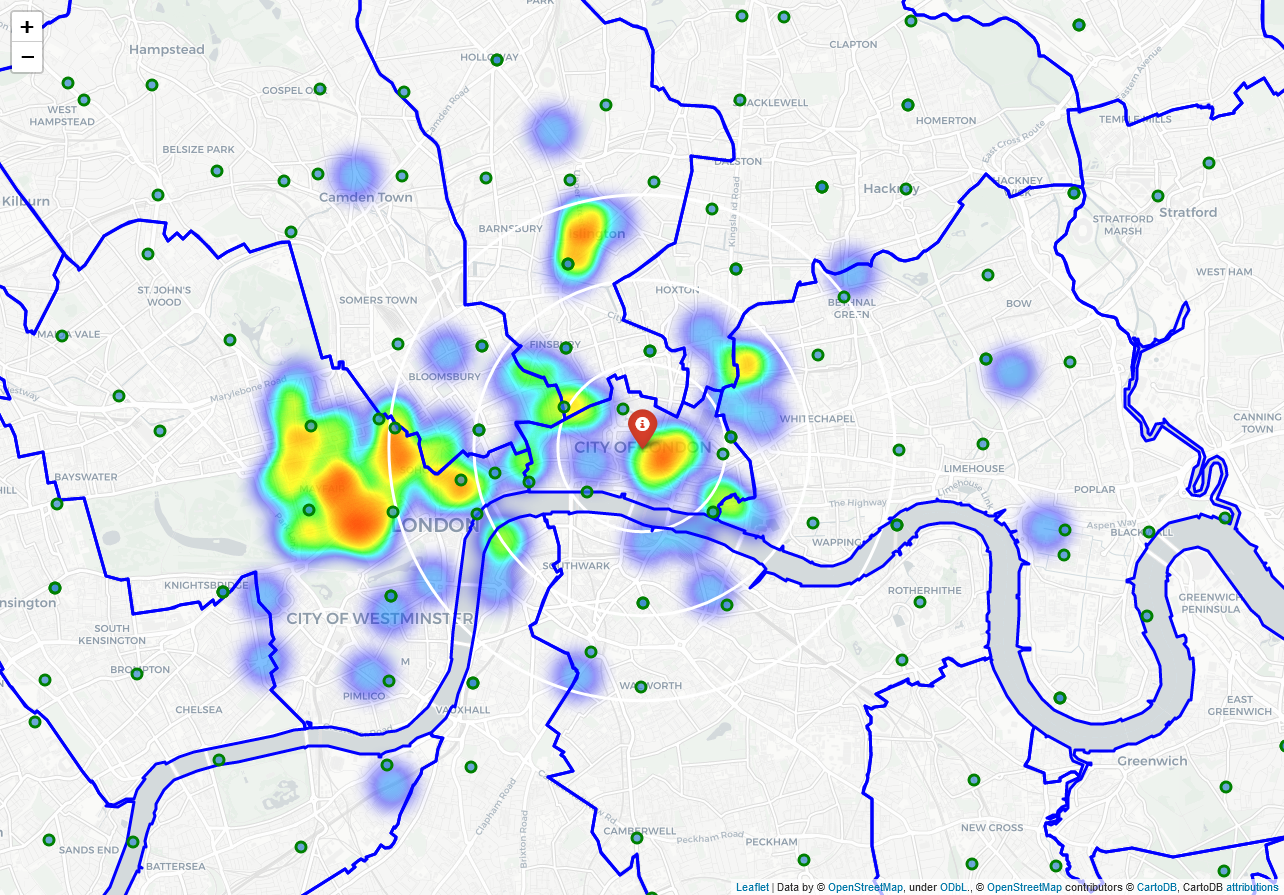 PARK
+
−
Hampstead
HOLLOWAY
CLAPTON
GOSPEL O
WEST
HAMPSTEAD
Camden Road
SHACKLEWELL
HOMERTON
Eastern Avenue
TEMPLE MILLS
East Cross Route
BELSIZE PARK
DALSTON
HACKNEY
WICK
Hackney
Camden Town
Kilburn
Kingsland Road
STRATFORD
MARSH
Stratford
BARNSBURY
Islington
WEST HAM
ST. JOHN'S
WOOD
SOMERS TOWN
HOXTON
BETHNAL
GREEN
BOW
MAIDA VALE
FINSBURY
BLOOMSBURY
Marylebone Road
WHITECHAPEL
CANNING
TOWN
CITY OF LONDON
LIMEHOUSE
BAYSWATER
POPLAR
Limehouse Link
The Highway
LONDON
Aspen Way
BLACKWALL
WAPPING
SOUTHWARK
KNIGHTSBRIDGE
ROTHERHITHE
GREENWICH
PENINSULA
CITY OF WESTMINSTER
SOUTH
KENSINGTON
BROMPTON
M
PIMLICO
WALWORTH
CHELSEA
VAUXHALL
EAST
GREENWICH
Greenwich
Clapham Road
Brixton Road
CAMBERWELL
Peckham Road
PECKHAM
NEW CROSS
SANDS END
BATTERSEA
Leaflet | Data by © OpenStreetMap, under ODbL., © OpenStreetMap contributors © CartoDB, CartoDB attributions